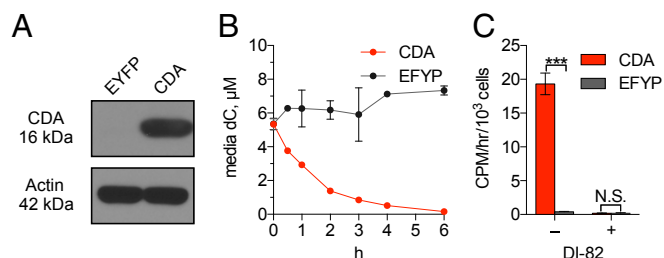 A
EYFP
CDA
CDA
16 kDa
Actin
42 kDa
B
media dC, μM
10
8
6
4
2
0
CDA
EFYP
0 1 2 3 4 5 6
h
C
CPM/hr/10³ cells
25
20
15
10
5
0
CDA
EFYP
***
N.S.
– +
DI-82